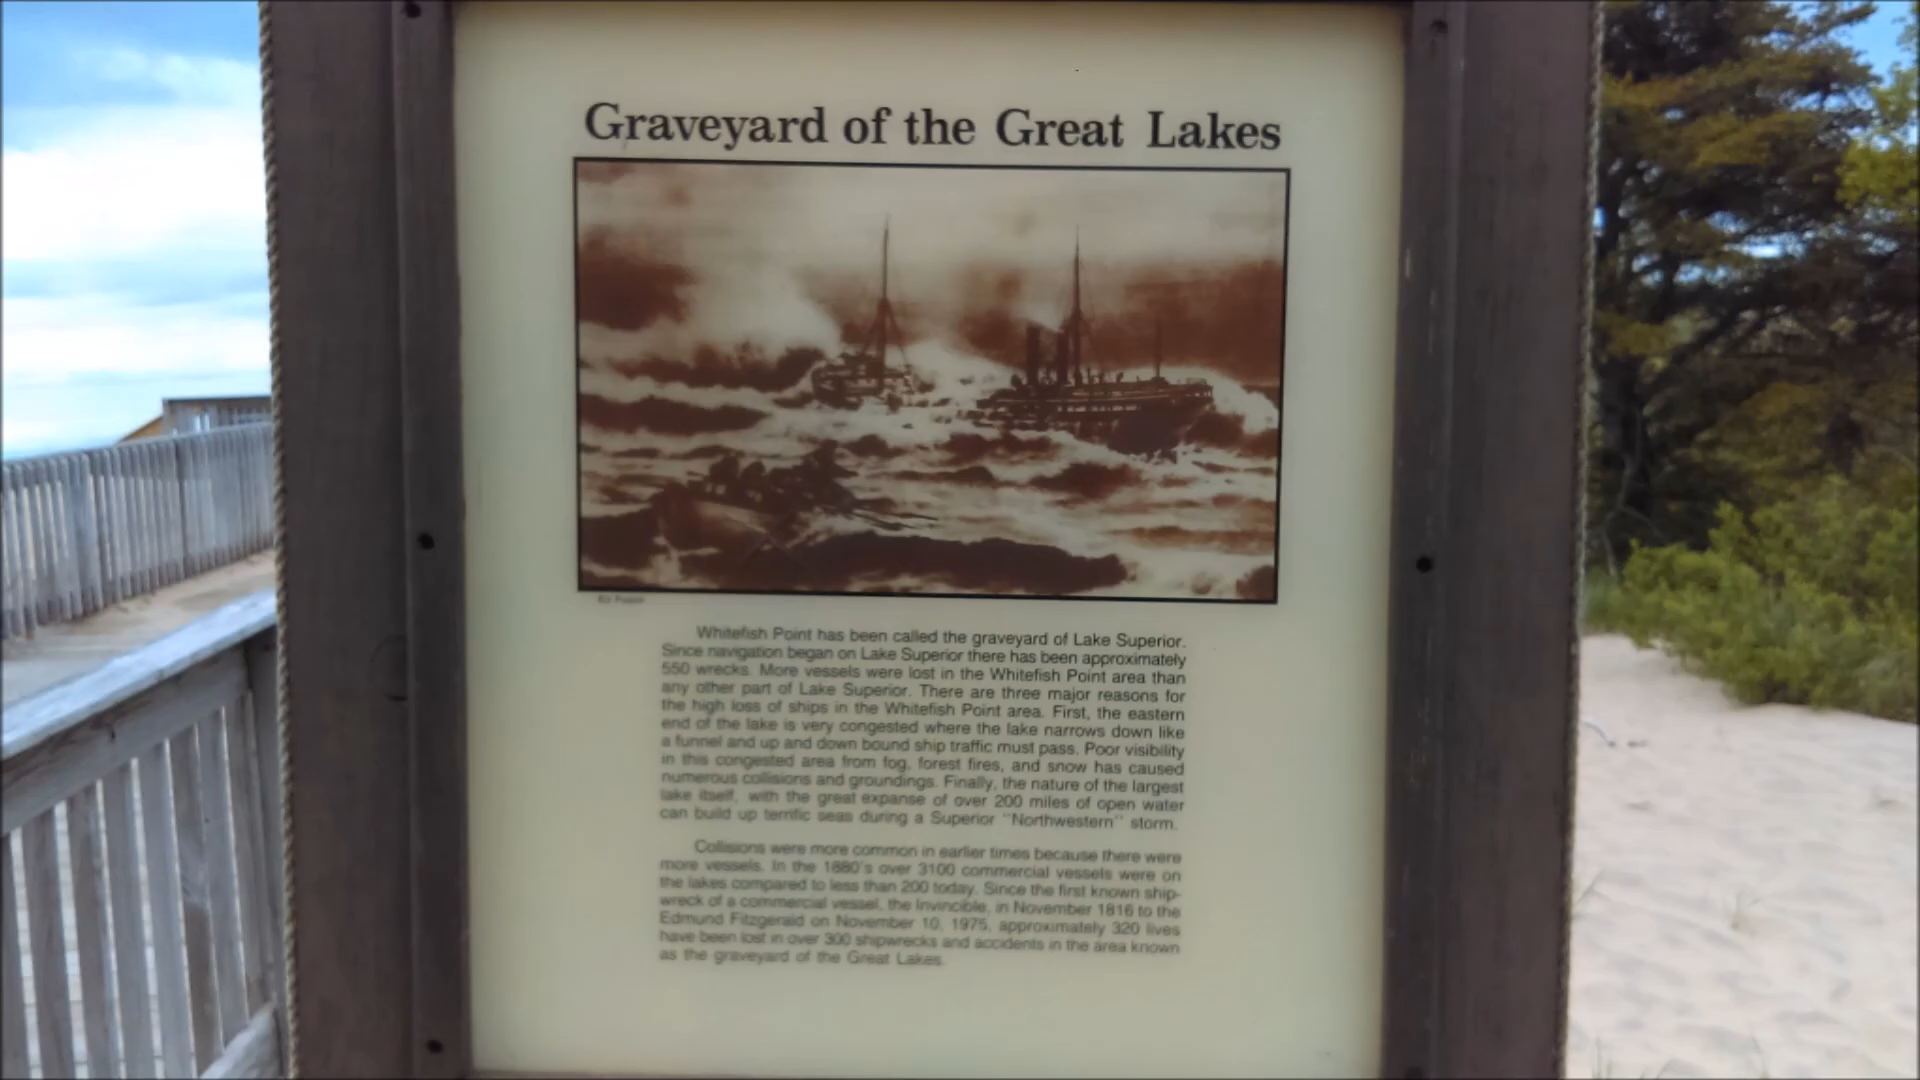 Graveyard of the Great Lakes
Whitefish Point has been called the graveyard of Lake Superior.
Since navigation began on Lake Superior there has been approximately
550 wrecks. More vessels were lost in the Whitefish Point area than
any other part of Lake Superior. There are three major reasons for
the high loss of ships in the Whitefish Point area. First, the eastern
end of the lake is very congested where the lake narrows down like
a funnel and up and down bound ship traffic must pass. Poor visibility
in this congested area from fog, forest fires, and snow has caused
numerous collisions and groundings. Finally, the nature of the largest
lake itself, with the great expanse of over 200 miles of open water
can build up terrific seas during a Superior "Northwestern" storm.
Collisions were more common in earlier times because there were
more vessels. In the 1880's over 3100 commercial vessels were on
the lakes compared to less than 200 today. Since the first known ship-
wreck of a commercial vessel, the Invincible, in November 1816 to the
Edmund Fitzgerald on November 10, 1975, approximately 320 lives
have been lost in over 300 shipwrecks and accidents in the area known
as the graveyard of the Great Lakes.